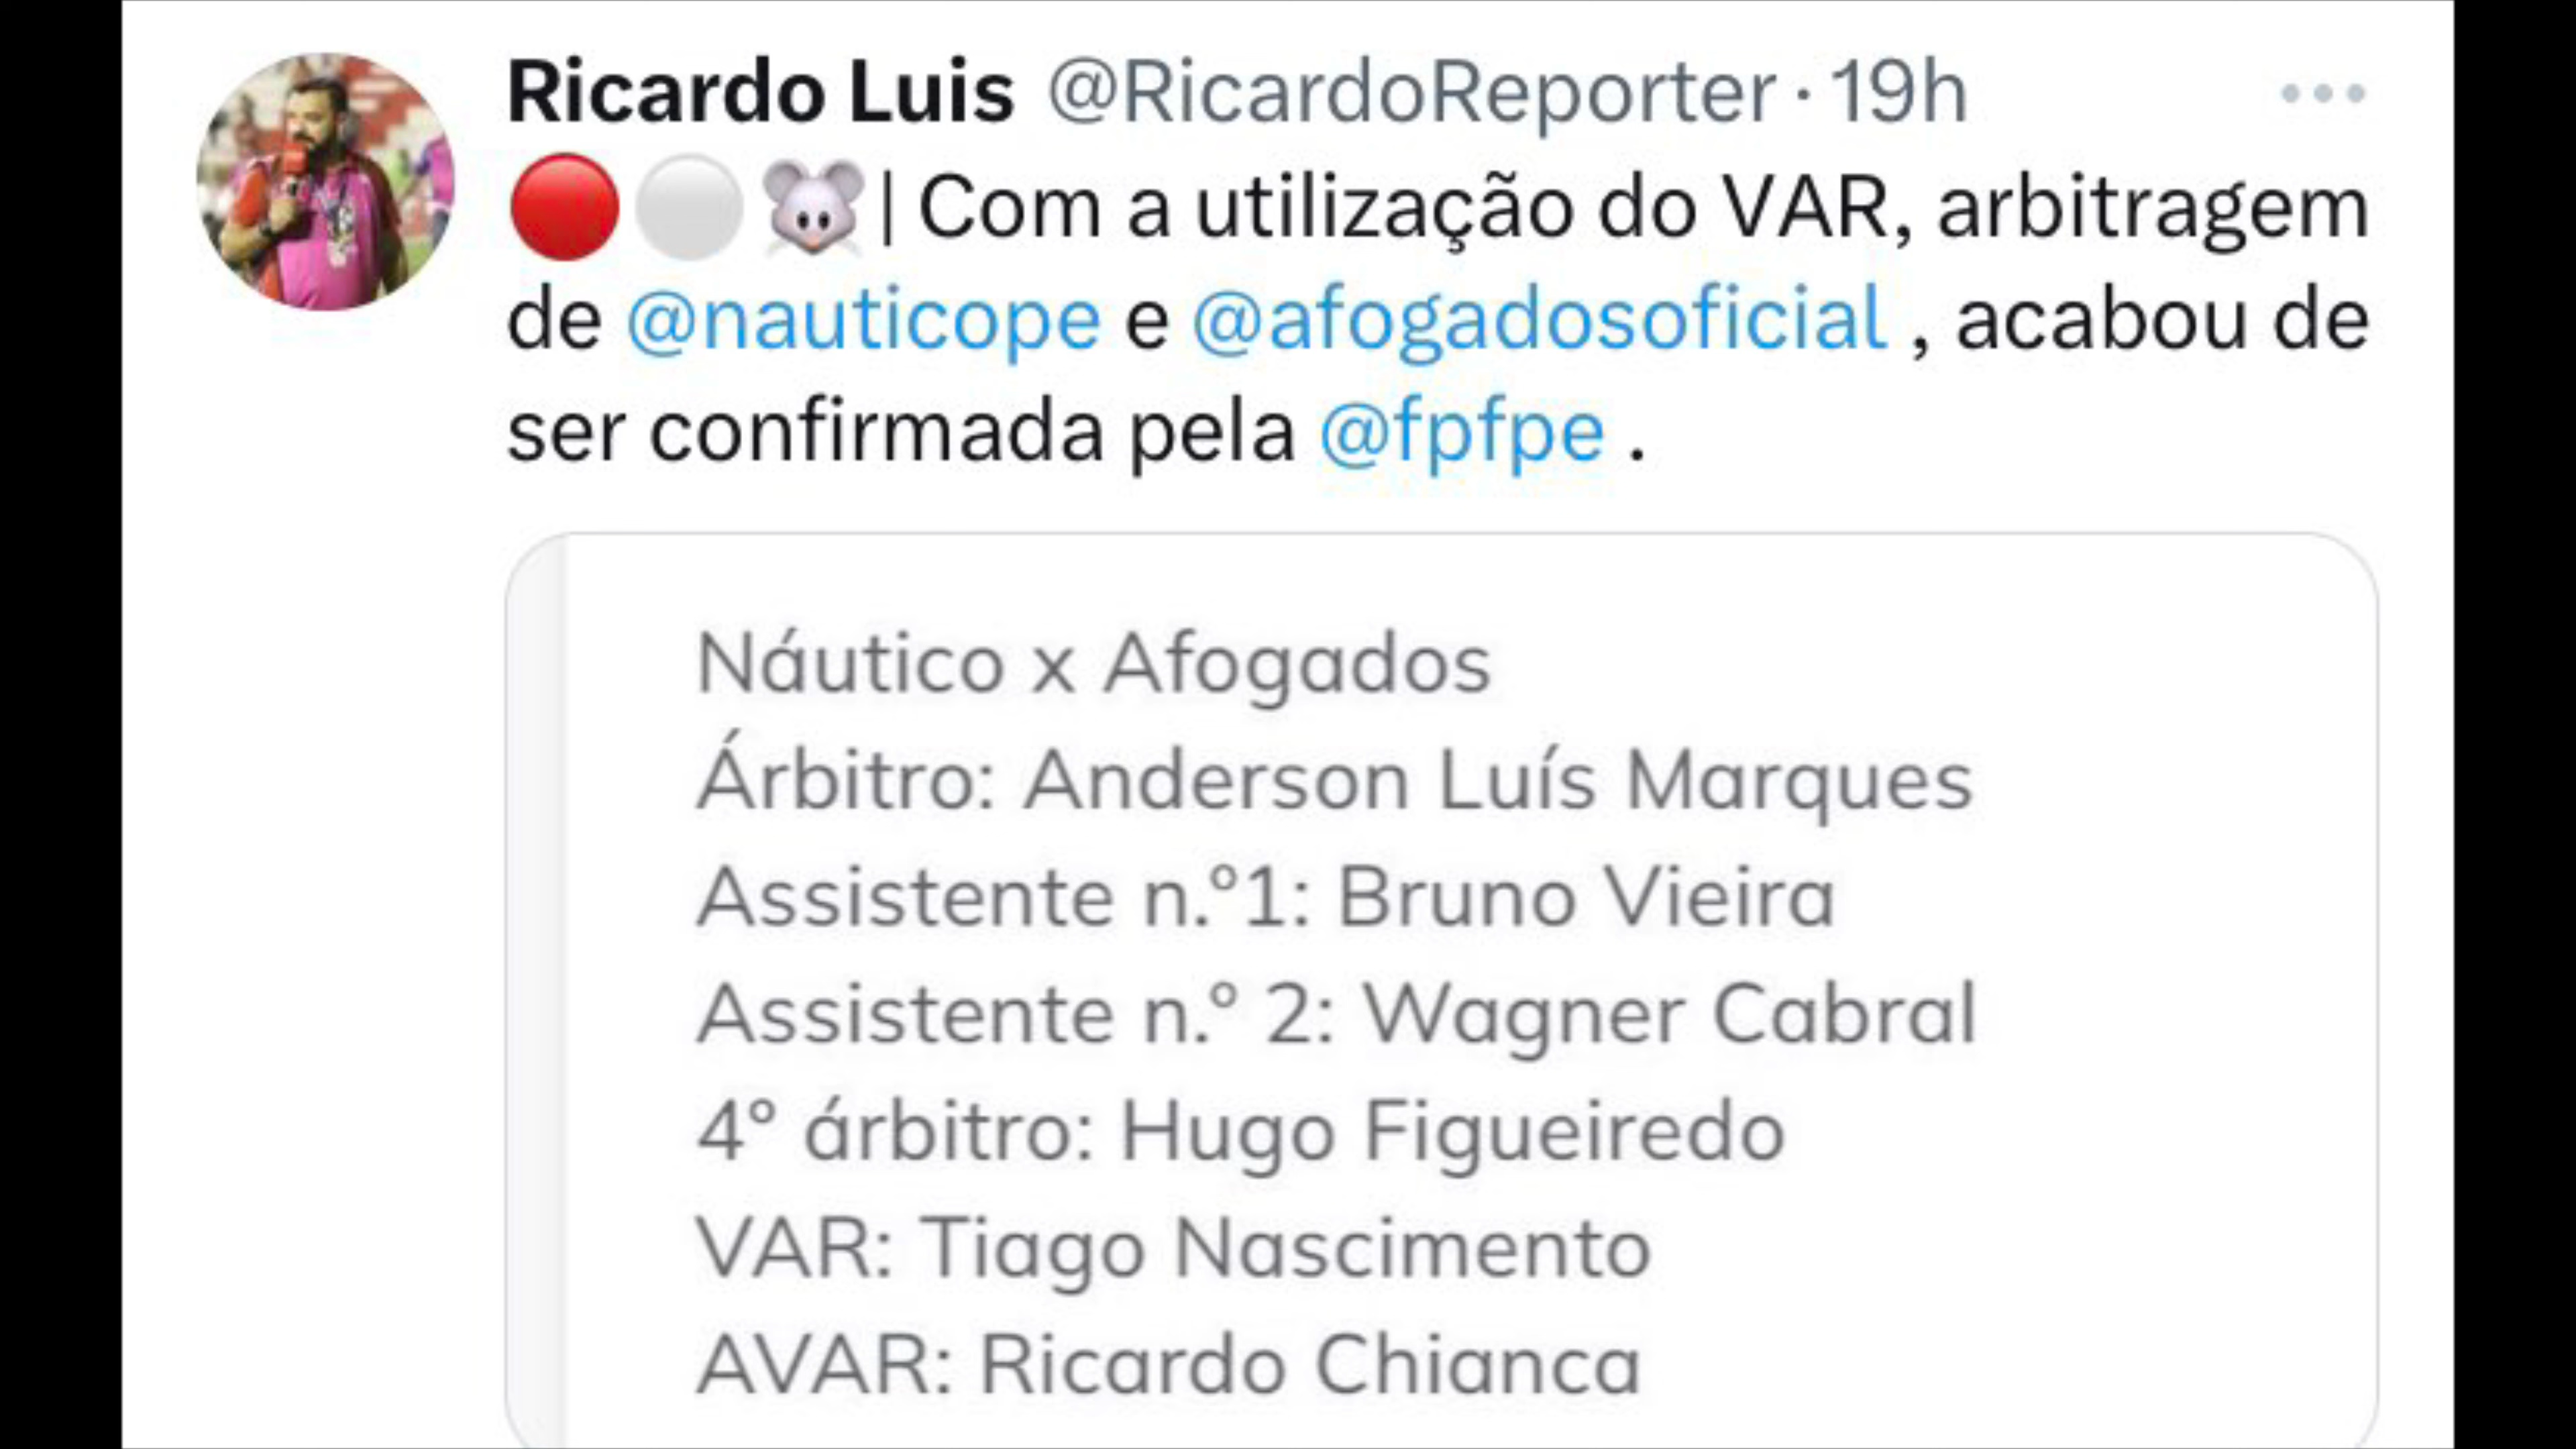 Ricardo Luis @RicardoReporter · 19h
🔴⚪🐭| Com a utilização do VAR, arbitragem
de @nauticope e @afogadosoficial , acabou de
ser confirmada pela @fpfpe .
Náutico x Afogados
Árbitro: Anderson Luís Marques
Assistente n.º1: Bruno Vieira
Assistente n.º 2: Wagner Cabral
4º árbitro: Hugo Figueiredo
VAR: Tiago Nascimento
AVAR: Ricardo Chianca